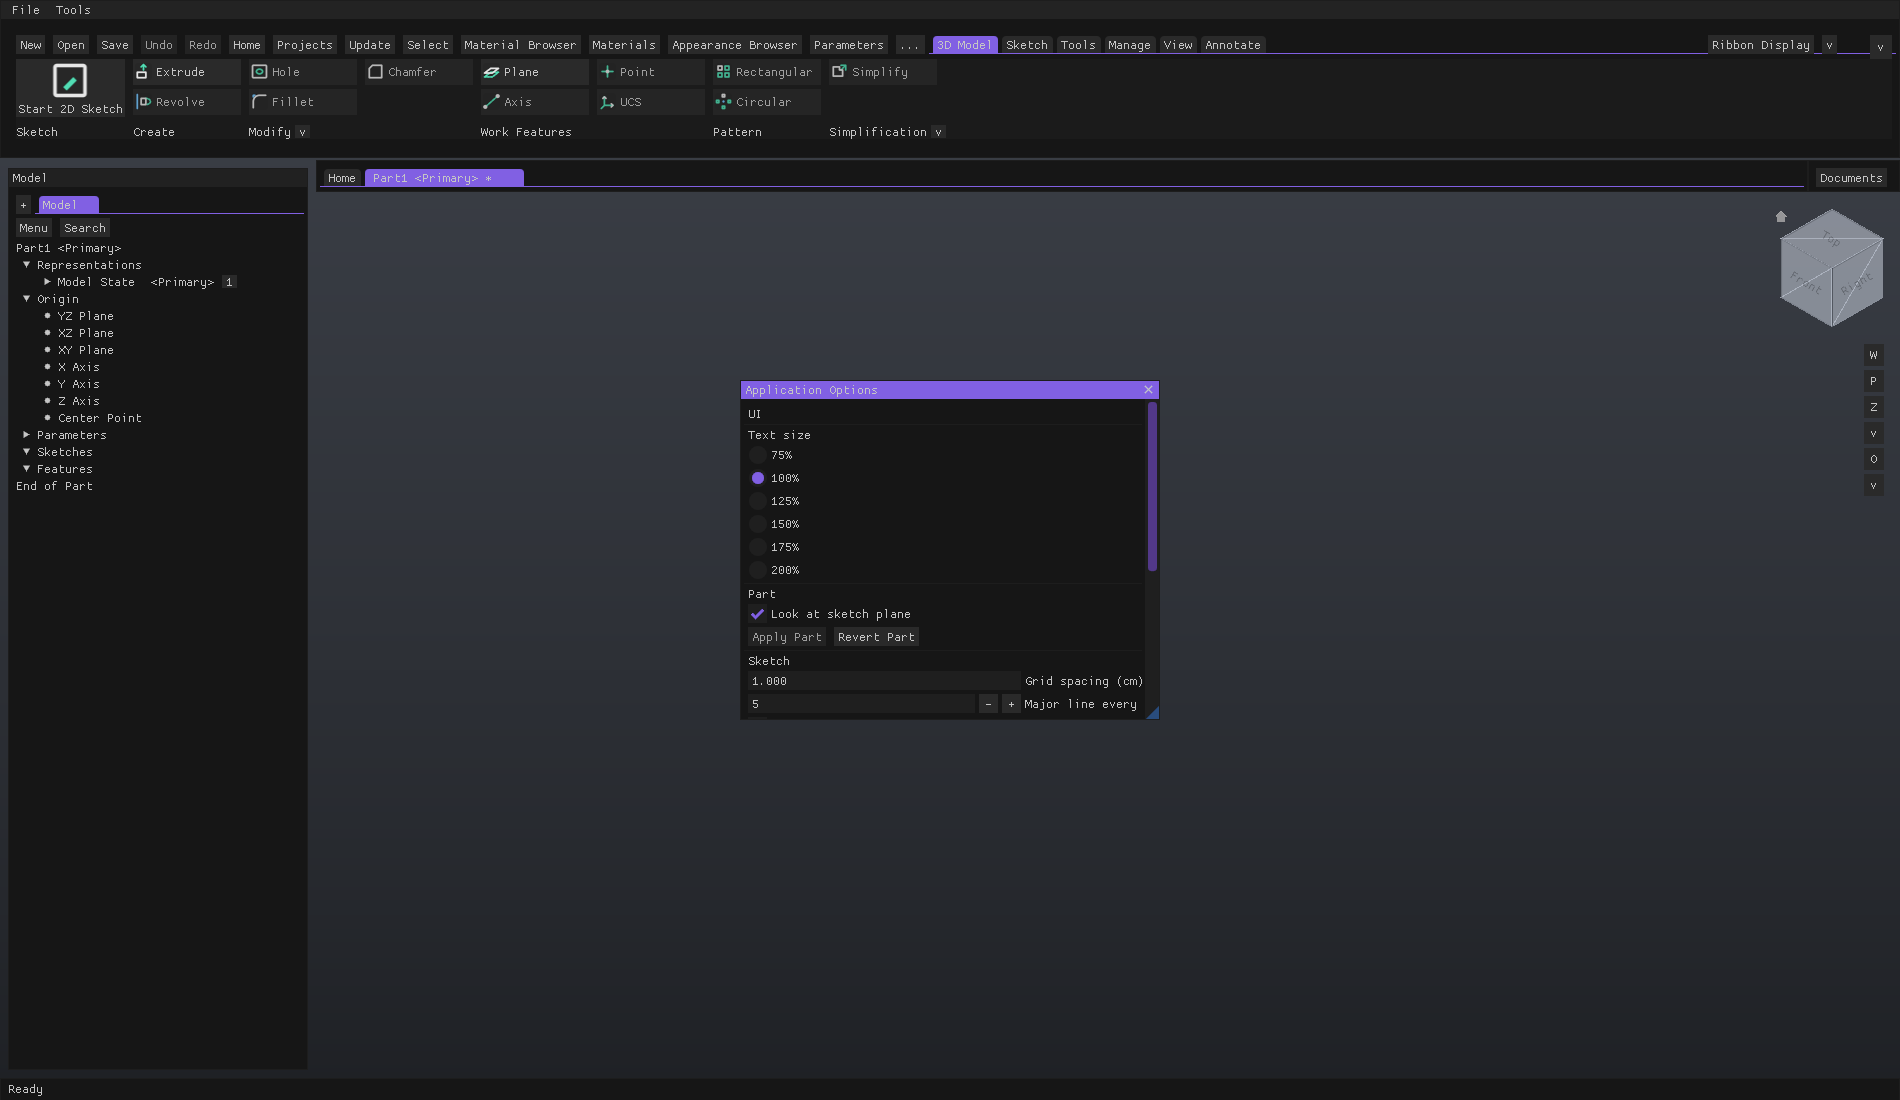 File Tools
New Open Save Undo Redo Home Projects Update Select Material Browser Materials Appearance Browser Parameters ... 3D Model Sketch Tools Manage View Annotate Ribbon Display v v
Extrude Hole Chamfer Plane Point Rectangular Simplify
Start 2D Sketch Revolve Fillet Axis UCS Circular
Sketch Create Modify v Work Features Pattern Simplification v
Model
Home Part1 <Primary> * Documents
+ Model
Menu Search
Part1 <Primary>
Representations
Model State <Primary> 1
Origin
YZ Plane
XZ Plane
XY Plane
X Axis
Y Axis
Z Axis
Center Point
Parameters
Sketches
Features
End of Part
Top
Front Right
W
P
Z
v
O
v
Application Options
UI
Text size
75%
100%
125%
150%
175%
200%
Part
Look at sketch plane
Apply Part Revert Part
Sketch
1.000 Grid spacing (cm)
5 - + Major line every
Ready